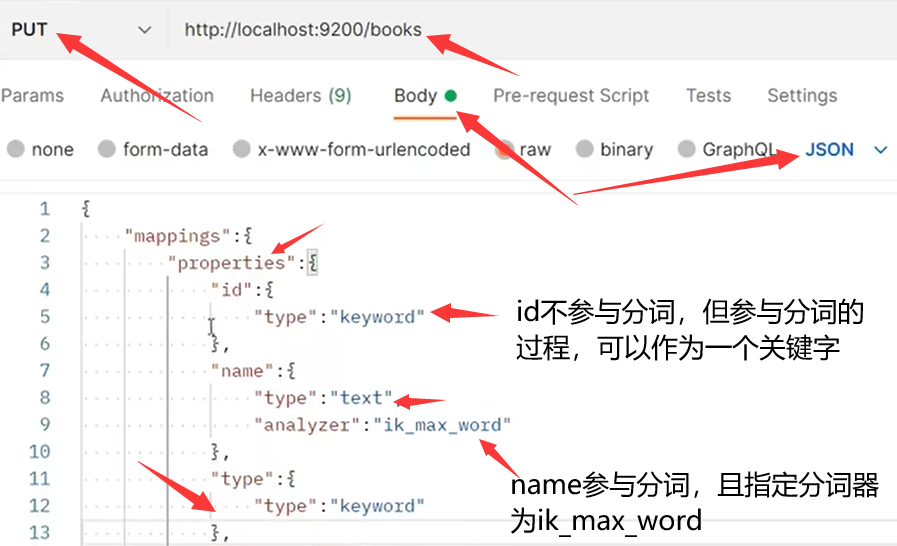 PUT http://localhost:9200/books
Params Authorization Headers (9) Body Pre-request Script Tests Settings
none form-data x-www-form-urlencoded raw binary GraphQL JSON
1 {
2 "mappings":{
3 "properties":{
4 "id":{
5 "type":"keyword"
6 },
7 "name":{
8 "type":"text",
9 "analyzer":"ik_max_word"
10 },
11 "type":{
12 "type":"keyword"
13 },
id不参与分词，但参与分词的
过程，可以作为一个关键字
name参与分词，且指定分词器
为ik_max_word